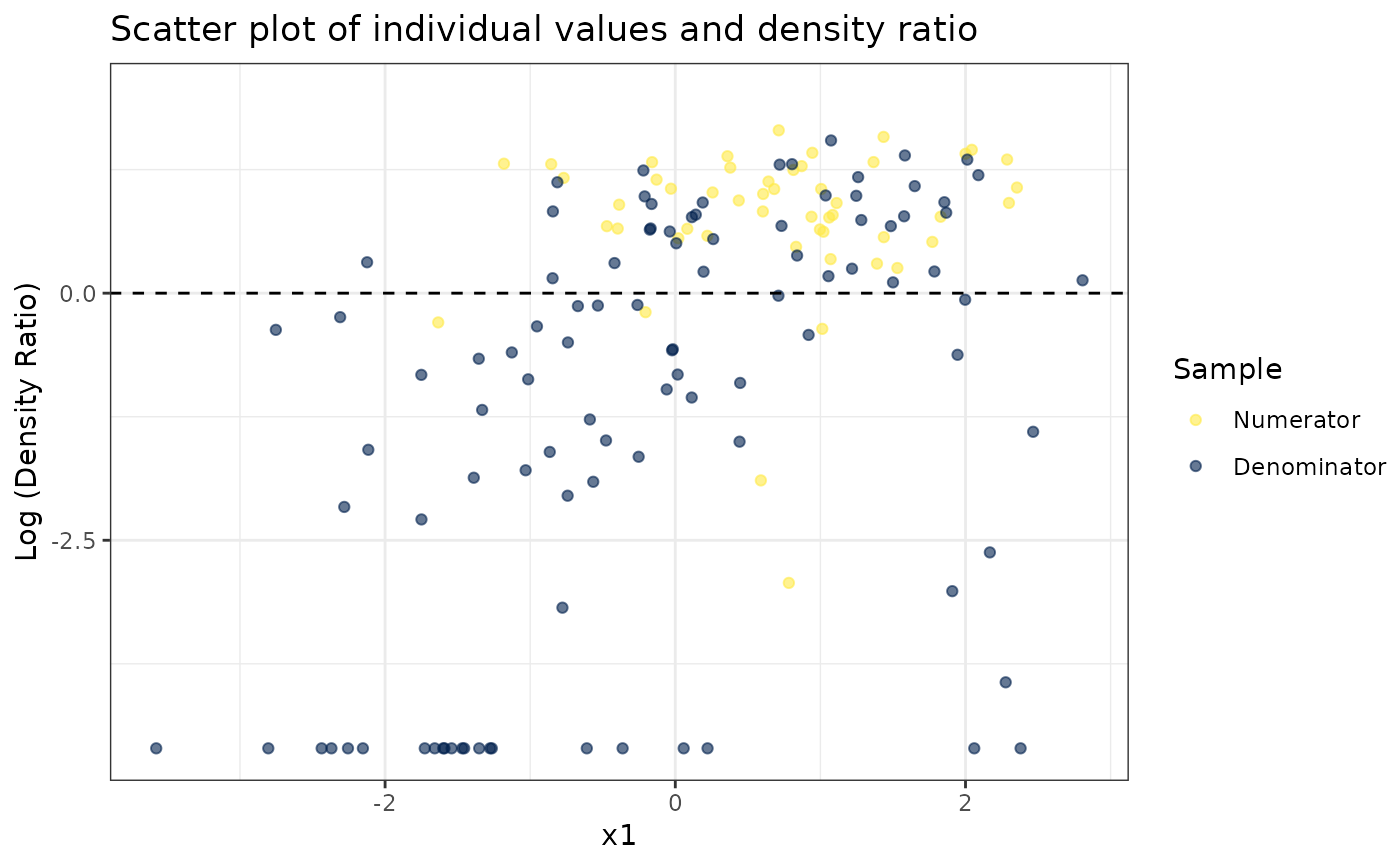 Scatter plot of individual values and density ratio
Log (Density Ratio)
0.0
-2.5
-2
0
2
x1
Sample
Numerator
Denominator